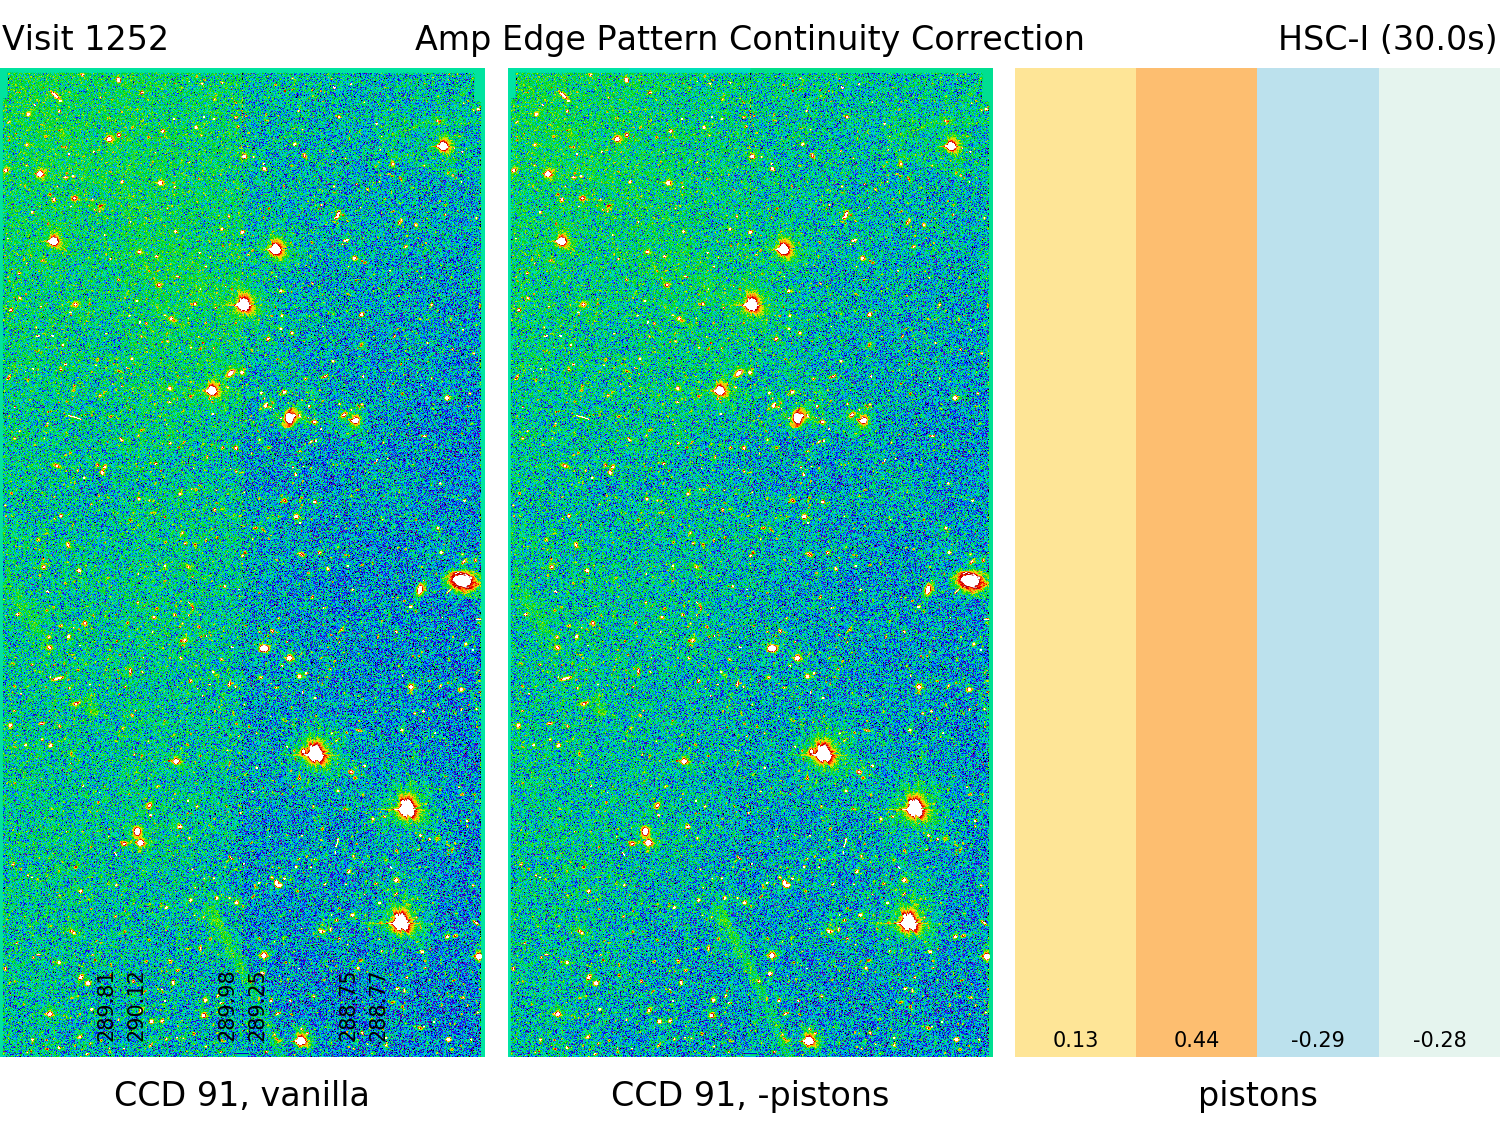 Visit 1252 Amp Edge Pattern Continuity Correction HSC-I (30.0s)
289.81 290.12 289.98 289.25 288.75 288.77
0.13 0.44 -0.29 -0.28
CCD 91, vanilla CCD 91, -pistons pistons